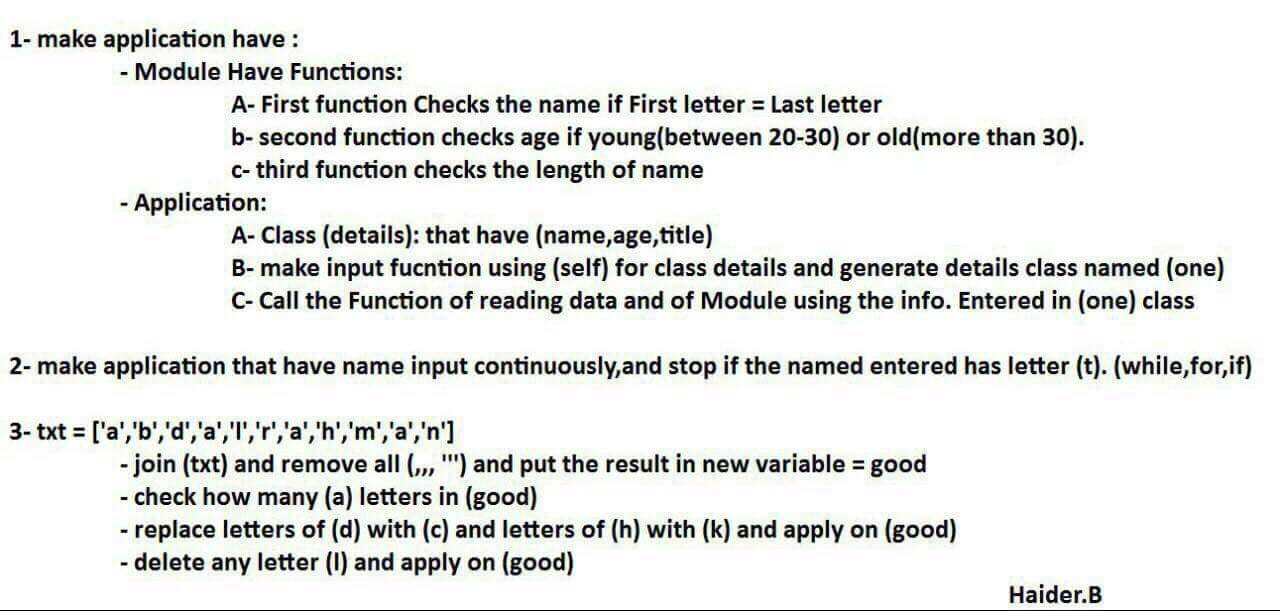 1- make application have :
- Module Have Functions:
A- First function Checks the name if First letter = Last letter
b- second function checks age if young(between 20-30) or old(more than 30).
c- third function checks the length of name
- Application:
A- Class (details): that have (name,age,title)
B- make input fucntion using (self) for class details and generate details class named (one)
C- Call the Function of reading data and of Module using the info. Entered in (one) class
2- make application that have name input continuously,and stop if the named entered has letter (t). (while,for,if)
3- txt = ['a','b','d','a','l','r','a','h','m','a','n']
- join (txt) and remove all (,,, ''') and put the result in new variable = good
- check how many (a) letters in (good)
- replace letters of (d) with (c) and letters of (h) with (k) and apply on (good)
- delete any letter (l) and apply on (good)
Haider.B